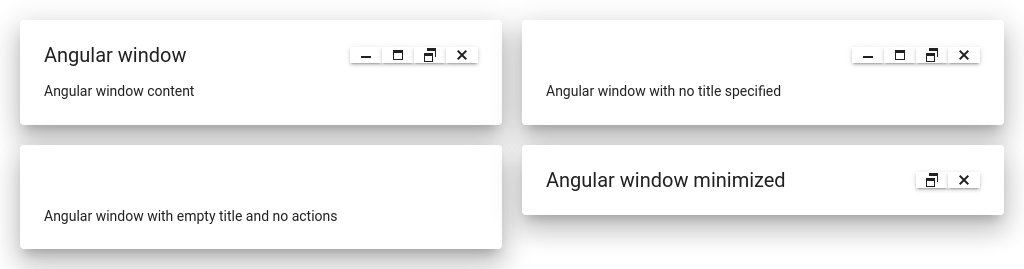 Angular window
Angular window content
Angular window with no title specified
Angular window with empty title and no actions
Angular window minimized